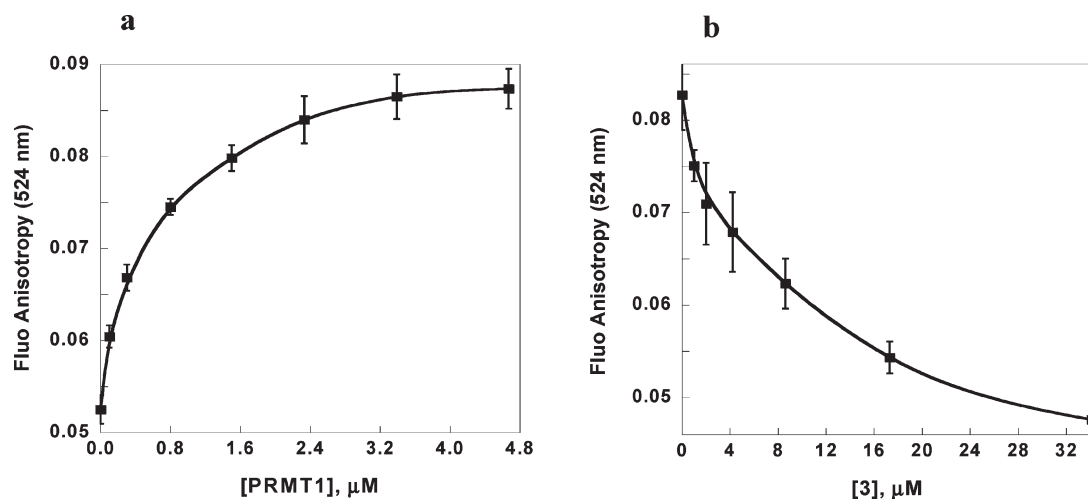 a
Fluo Anisotropy (524 nm)
0.09
0.08
0.07
0.06
0.05
0.0 0.8 1.6 2.4 3.2 4.0 4.8
[PRMT1], μM
b
Fluo Anisotropy (524 nm)
0.08
0.07
0.06
0.05
0 4 8 12 16 20 24 28 32
[3], μM